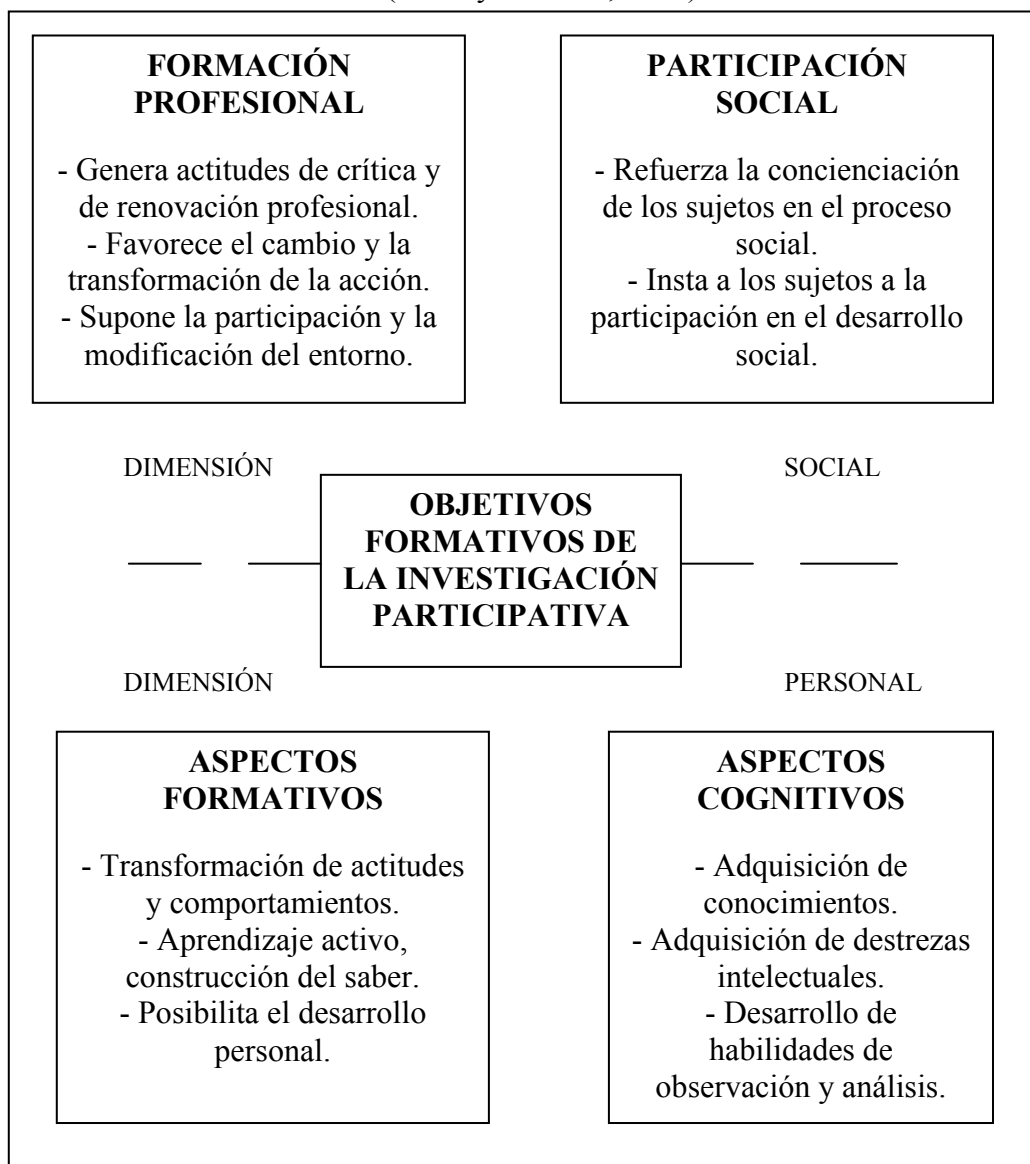 FORMACIÓN
PROFESIONAL
- Genera actitudes de crítica y
de renovación profesional.
- Favorece el cambio y la
transformación de la acción.
- Supone la participación y la
modificación del entorno.
PARTICIPACIÓN
SOCIAL
- Refuerza la concienciación
de los sujetos en el proceso
social.
- Insta a los sujetos a la
participación en el desarrollo
social.
DIMENSIÓN
SOCIAL
OBJETIVOS
FORMATIVOS DE
LA INVESTIGACIÓN
PARTICIPATIVA
DIMENSIÓN
PERSONAL
ASPECTOS
FORMATIVOS
- Transformación de actitudes
y comportamientos.
- Aprendizaje activo,
construcción del saber.
- Posibilita el desarrollo
personal.
ASPECTOS
COGNITIVOS
- Adquisición de
conocimientos.
- Adquisición de destrezas
intelectuales.
- Desarrollo de
habilidades de
observación y análisis.